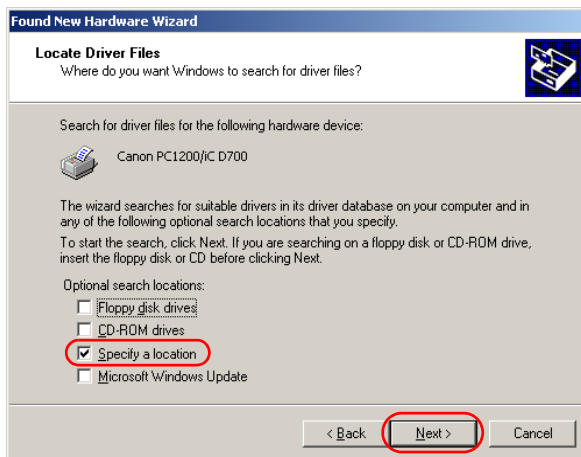 Found New Hardware Wizard
Locate Driver Files
Where do you want Windows to search for driver files?
Search for driver files for the following hardware device:
Canon PC1200/iC D700
The wizard searches for suitable drivers in its driver database on your computer and in
any of the following optional search locations that you specify.
To start the search, click Next. If you are searching on a floppy disk or CD-ROM drive,
insert the floppy disk or CD before clicking Next.
Optional search locations:
Floppy disk drives
CD-ROM drives
Specify a location
Microsoft Windows Update
< Back Next > Cancel